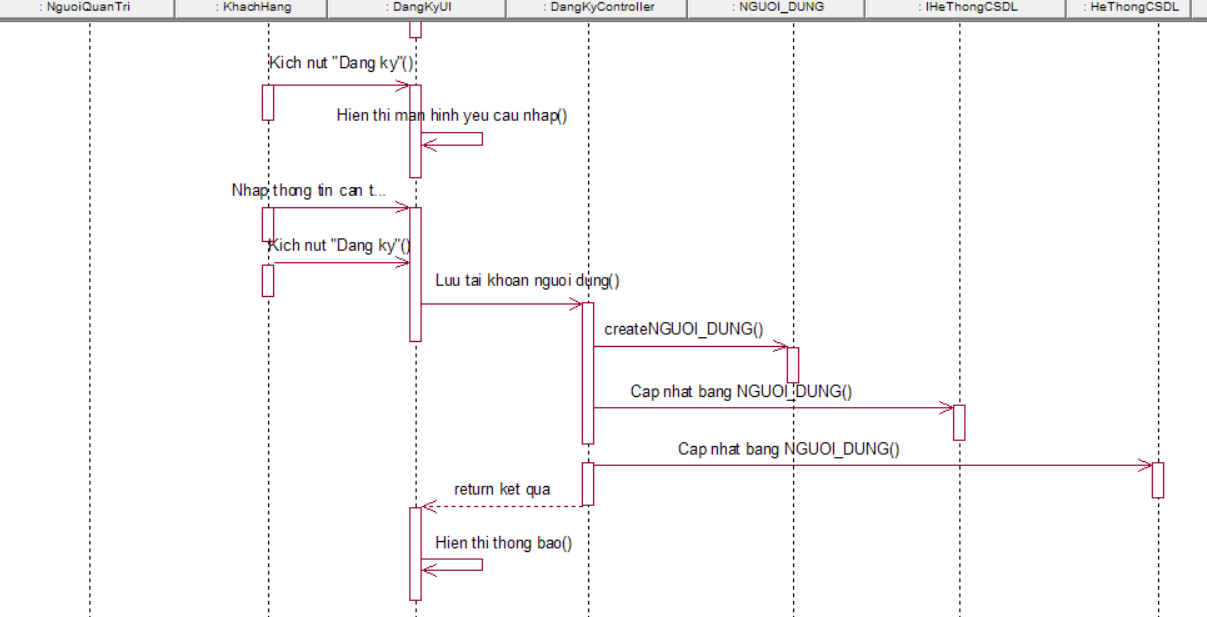 : NguoiQuanTri
: KhachHang
: DangKyUI
: DangKyController
: NGUOI_DUNG
: IHeThongCSDL
: HeThongCSDL
Kich nut "Dang ky"()
Hien thi man hinh yeu cau nhap()
Nhap thong tin can t...
Kich nut "Dang ky"()
Luu tai khoan nguoi dung()
createNGUOI_DUNG()
Cap nhat bang NGUOI_DUNG()
Cap nhat bang NGUOI_DUNG()
return ket qua
Hien thi thong bao()